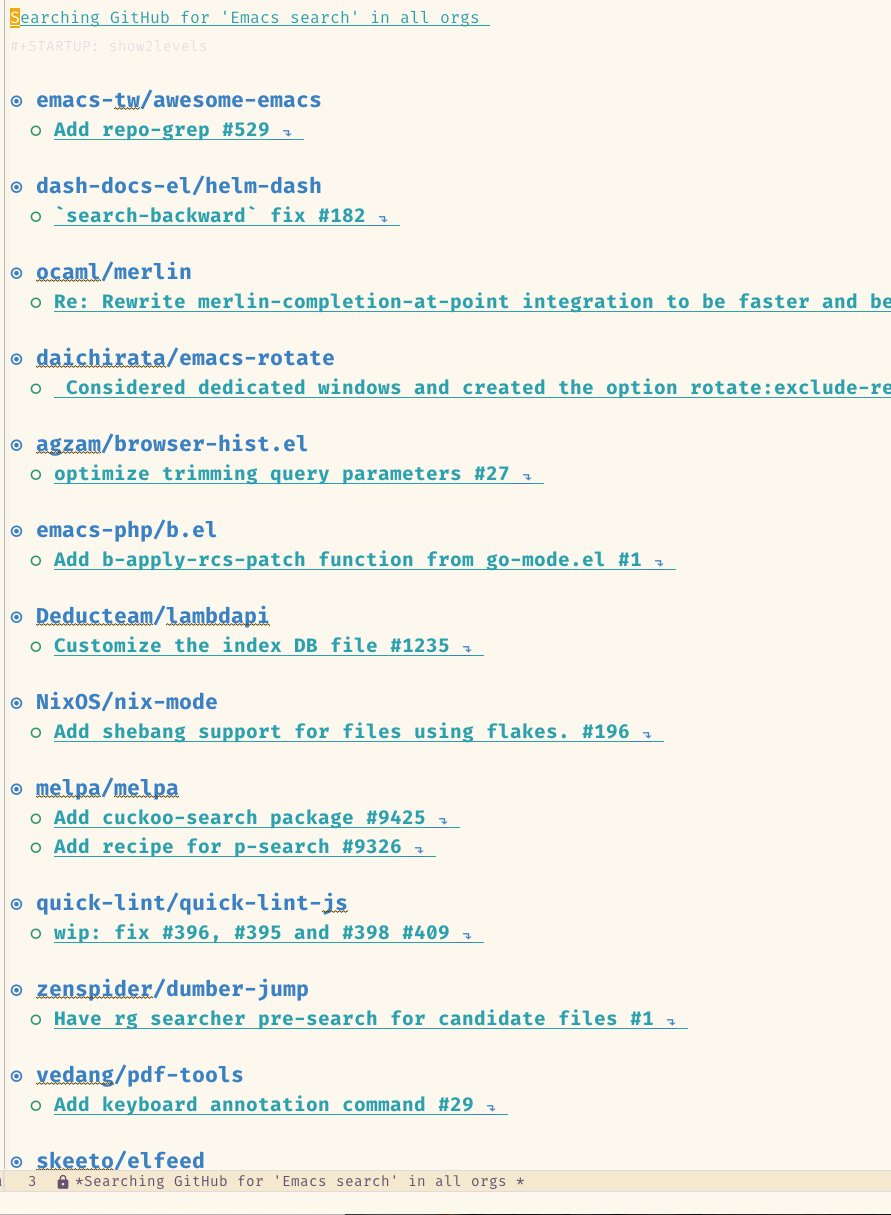 Searching GitHub for 'Emacs search' in all orgs
#+STARTUP: show2levels
emacs-tw/awesome-emacs
Add repo-grep #529
dash-docs-el/helm-dash
`search-backward` fix #182
ocaml/merlin
Re: Rewrite merlin-completion-at-point integration to be faster and be
daichirata/emacs-rotate
Considered dedicated windows and created the option rotate:exclude-re
agzam/browser-hist.el
optimize trimming query parameters #27
emacs-php/b.el
Add b-apply-rcs-patch function from go-mode.el #1
Deducteam/lambdapi
Customize the index DB file #1235
NixOS/nix-mode
Add shebang support for files using flakes. #196
melpa/melpa
Add cuckoo-search package #9425
Add recipe for p-search #9326
quick-lint/quick-lint-js
wip: fix #396, #395 and #398 #409
zenspider/dumber-jump
Have rg searcher pre-search for candidate files #1
vedang/pdf-tools
Add keyboard annotation command #29
skeeto/elfeed
3 *Searching GitHub for 'Emacs search' in all orgs *